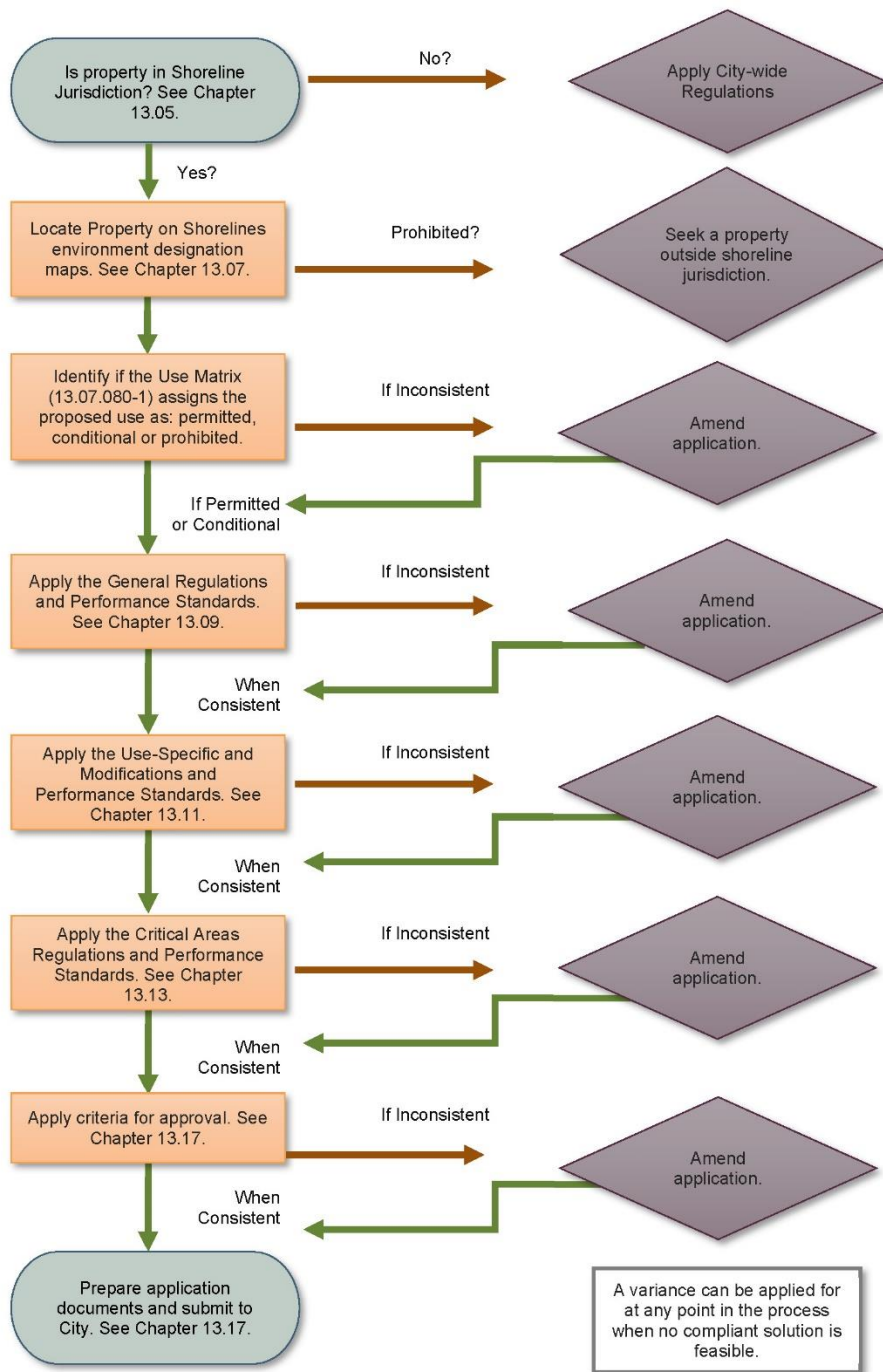 Is property in Shoreline
Jurisdiction? See Chapter
13.05.
No?
Apply City-wide
Regulations
Yes?
Locate Property on Shorelines
environment designation
maps. See Chapter 13.07.
Prohibited?
Seek a property
outside shoreline
jurisdiction.
Identify if the Use Matrix
(13.07.080-1) assigns the
proposed use as: permitted,
conditional or prohibited.
If Inconsistent
Amend
application.
If Permitted
or Conditional
Apply the General Regulations
and Performance Standards.
See Chapter 13.09.
If Inconsistent
Amend
application.
When
Consistent
Apply the Use-Specific and
Modifications and
Performance Standards. See
Chapter 13.11.
If Inconsistent
Amend
application.
When
Consistent
Apply the Critical Areas
Regulations and Performance
Standards. See Chapter
13.13.
If Inconsistent
Amend
application.
When
Consistent
Apply criteria for approval. See
Chapter 13.17.
If Inconsistent
Amend
application.
When
Consistent
Prepare application
documents and submit to
City. See Chapter 13.17.
A variance can be applied for
at any point in the process
when no compliant solution is
feasible.